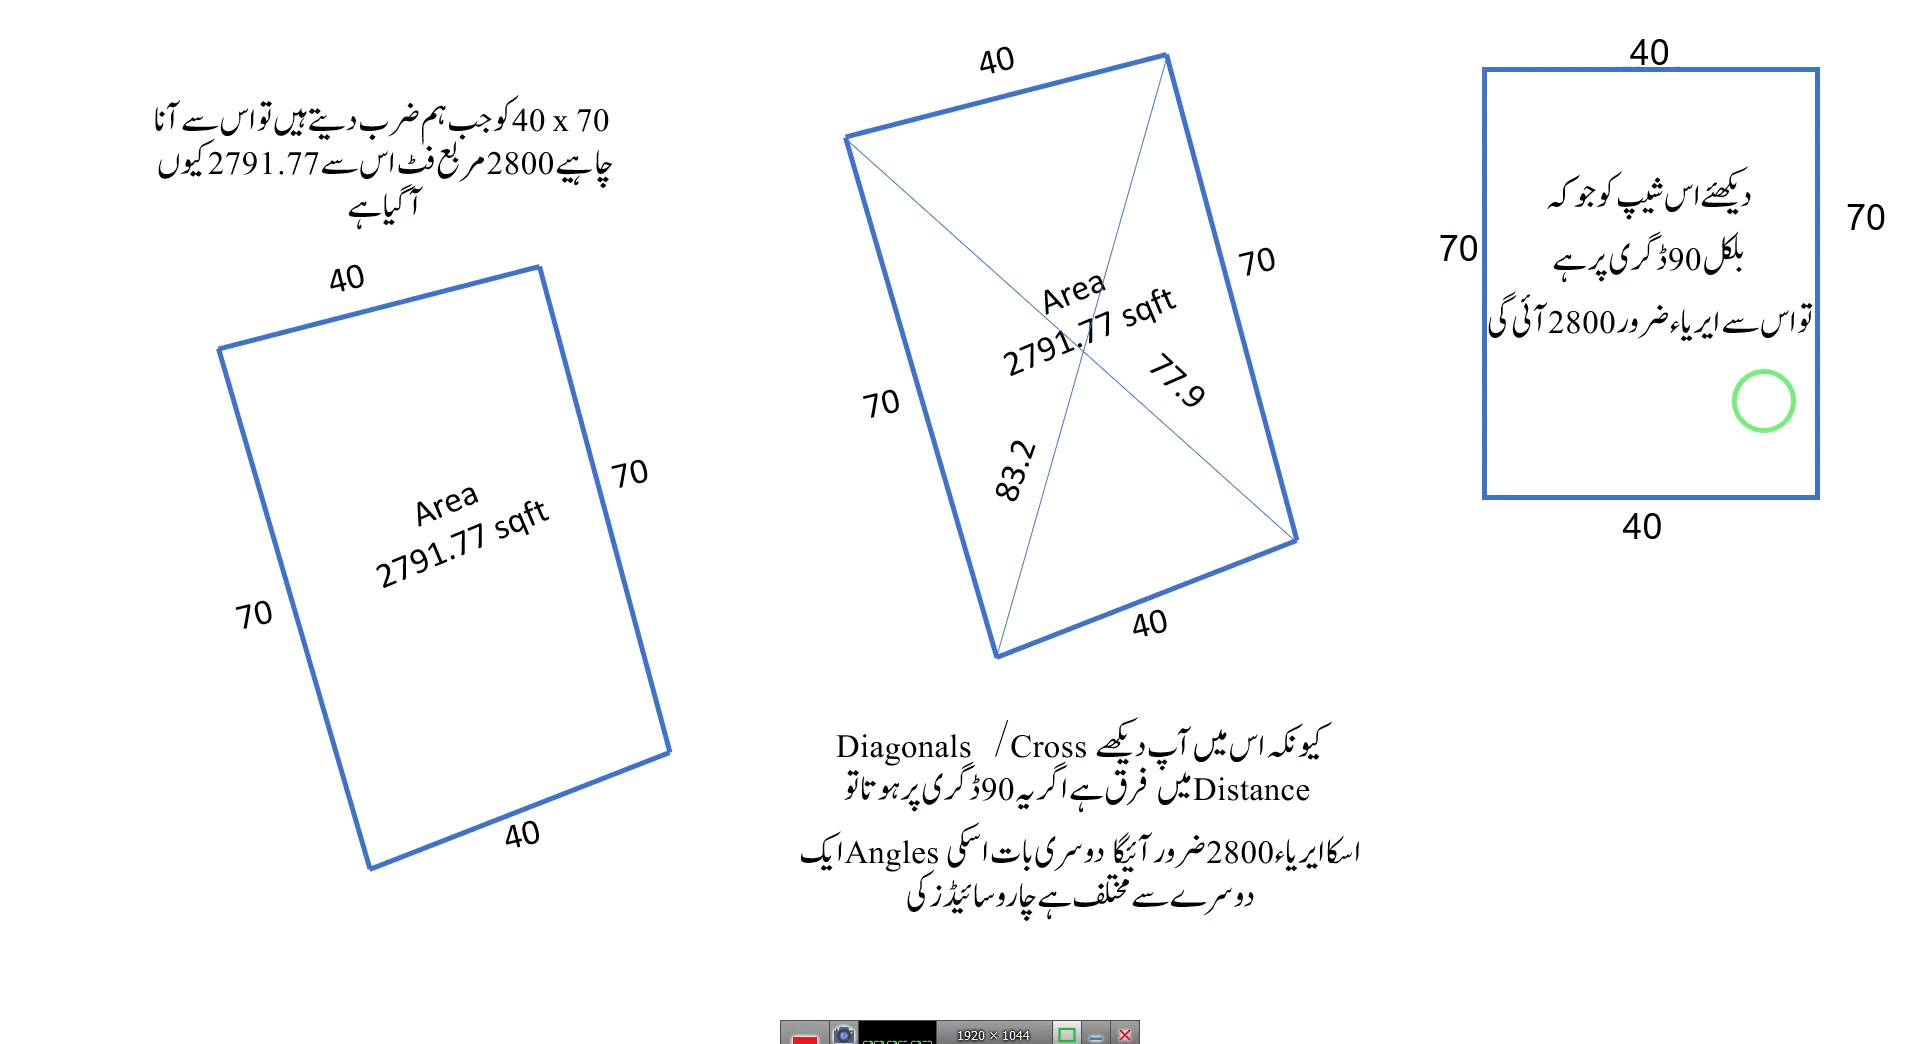 40 x 70 کو جب ہم ضرب دیتے ہیں تو اس سے آنا
چاہیے 2800 مربع فٹ اس سے 2791.77 کیوں
آگیا ہے
40
70
70
Area
2791.77 sqft
40
40
70
70
Area
2791.77 sqft
77.9
83.2
40
کیونکہ اس میں آپ دیکھے Diagonals /Cross
Distance میں فرق ہے اگر یہ 90 ڈگری پر ہوتا تو
اسکا ایریاء 2800 ضرور آئیگا دوسری بات اسکی Angles ایک
دوسرے سے مختلف ہے چارو سائیڈز کی
40
70
70
دیکھئے اس شیپ کو جو کہ
بلکل 90 ڈگری پر ہے
تو اس سے ایریاء ضرور 2800 آئی گی
40
1920 × 1044